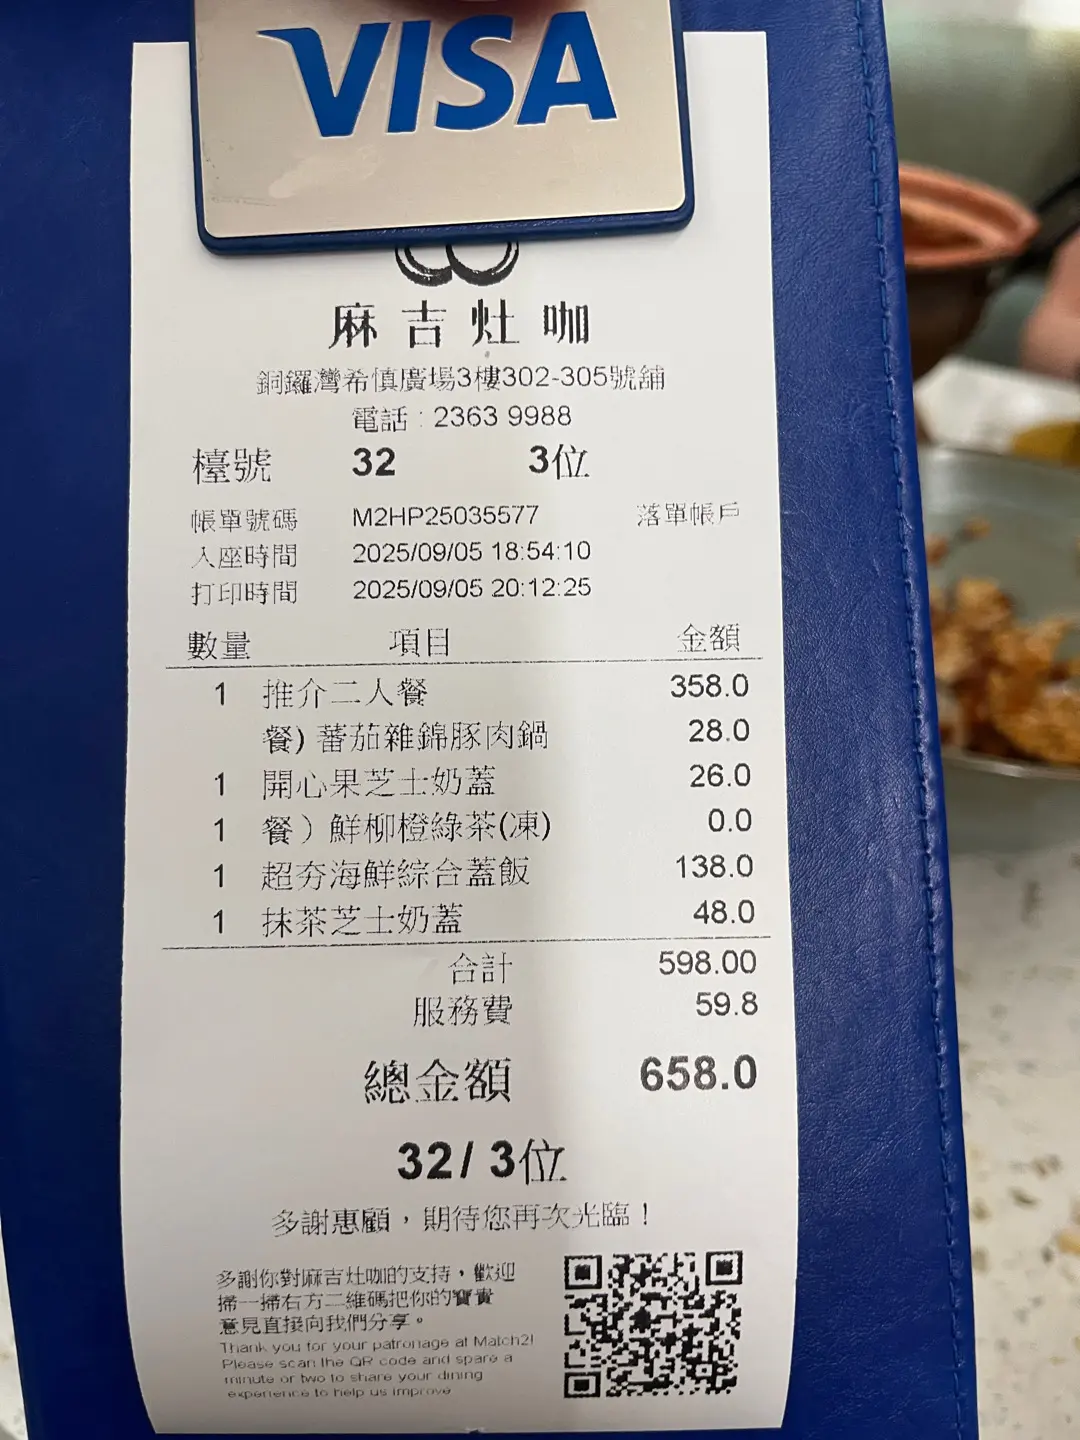 VISA
麻吉灶咖
銅鑼灣希慎廣場3樓302-305號舖
電話 : 2363 9988
檯號 32 3位
帳單號碼 M2HP25035577 落單帳戶
入座時間 2025/09/05 18:54:10
打印時間 2025/09/05 20:12:25
數量 項目 金額
1 推介二人餐 358.0
餐) 蕃茄雜錦豚肉鍋 28.0
1 開心果芝士奶蓋 26.0
1 餐）鮮柳橙綠茶(凍) 0.0
1 超夯海鮮綜合蓋飯 138.0
1 抹茶芝士奶蓋 48.0
合計 598.00
服務費 59.8
總金額 658.0
32/ 3位
多謝惠顧，期待您再次光臨！
多謝你對麻吉灶咖的支持，歡迎
掃一掃右方二維碼把你的寶貴
意見直接向我們分享。
Thank you for your patronage at Match2!
Please scan the QR code and spare a
minute or two to share your dining
experience to help us improve